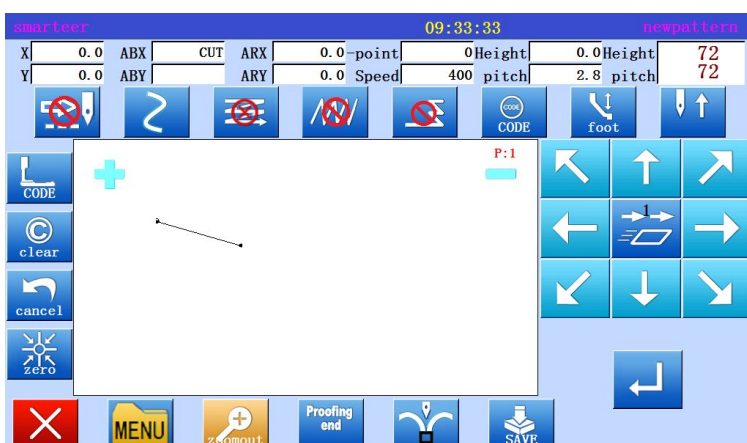 smarteer 09:33:33 newpattern
X 0.0 ABX CUT ARX 0.0 -point 0 Height 0.0 Height 72
Y 0.0 ABY ARY 0.0 Speed 400 pitch 2.8 pitch 72
CODE
CODE foot
P:1
CODE
1
clear
cancel
zero
MENU
zoomout
Proofing
end
SAVE